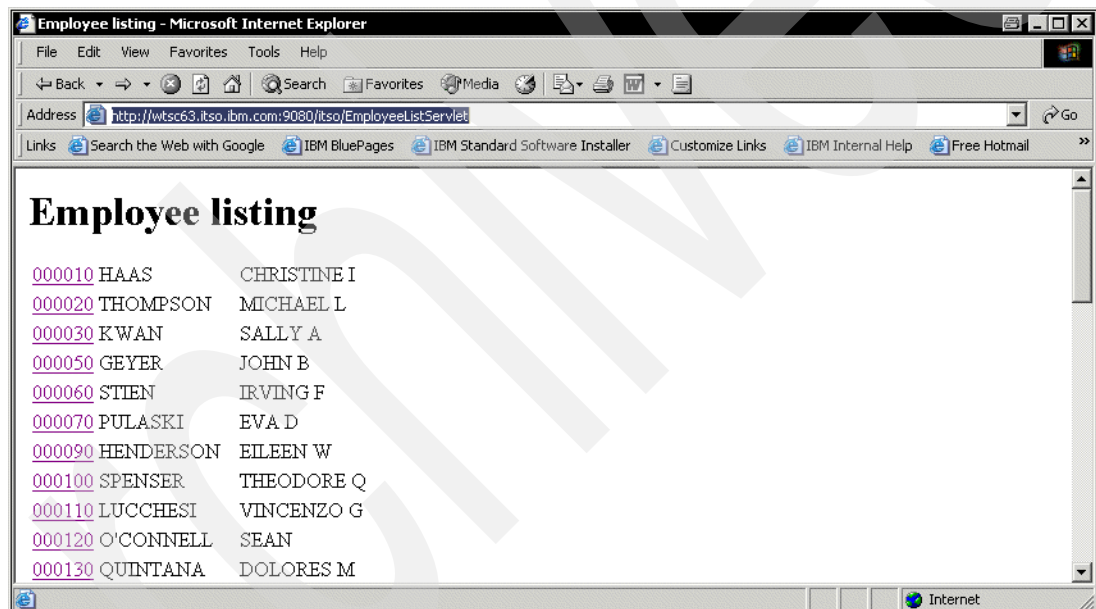 Employee listing - Microsoft Internet Explorer
File Edit View Favorites Tools Help
Back Search Favorites Media
Address http://wtsc63.itso.ibm.com:9080/itso/EmployeeListServlet Go
Links Search the Web with Google IBM BluePages IBM Standard Software Installer Customize Links IBM Internal Help Free Hotmail »
Employee listing
000010 HAAS CHRISTINE I
000020 THOMPSON MICHAEL L
000030 KWAN SALLY A
000050 GEYER JOHN B
000060 STIEN IRVING F
000070 PULASKI EVA D
000090 HENDERSON EILEEN W
000100 SPENSER THEODORE Q
000110 LUCCHESI VINCENZO G
000120 O'CONNELL SEAN
000130 QUINTANA DOLORES M
Internet